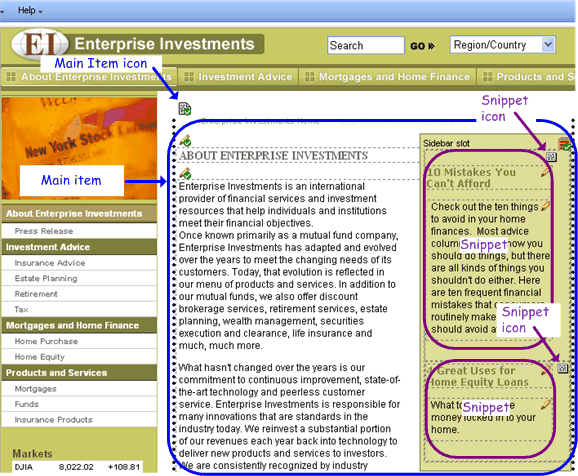 Help
EI Enterprise Investments
Search
GO
Region/Country
About Enterprise Investments
Investment Advice
Mortgages and Home Finance
Products and S
Main Item icon
Snippet
icon
New York Stock
Main item
About Enterprise Investments
Press Release
Investment Advice
Insurance Advice
Estate Planning
Retirement
Tax
Mortgages and Home Finance
Home Purchase
Home Equity
Products and Services
Mortgages
Funds
Insurance Products
Markets
DJIA 8,022.02 +108.81
Enterprise Investments Home
ABOUT ENTERPRISE INVESTMENTS
Enterprise Investments is an international
provider of financial services and investment
resources that help individuals and institutions
meet their financial objectives.
Once known primarily as a mutual fund company,
Enterprise Investments has adapted and evolved
over the years to meet the changing needs of its
customers. Today, that evolution is reflected in
our menu of products and services. In addition to
our mutual funds, we also offer discount
brokerage services, retirement services, estate
planning, wealth management, securities
execution and clearance, life insurance and
much, much more.
What hasn't changed over the years is our
commitment to continuous improvement, state-of-
the-art technology and peerless customer
service. Enterprise Investments is responsible for
many innovations that are standards in the
industry today. We reinvest a substantial portion
of our revenues each year back into technology to
deliver new products and services to investors.
We are consistently recognized by industry
Sidebar slot
10 Mistakes You
Can't Afford
Check out the ten things
to avoid in your home
finances. Most advice
should do things, but there
are all kinds of things you
shouldn't do either. Here
are ten frequent financial
mistakes that
routinely make
should avoid
Snippet
Snippet
icon
Great Uses for
Home Equity Loans
What to
money locked in to your
home.
Snippet